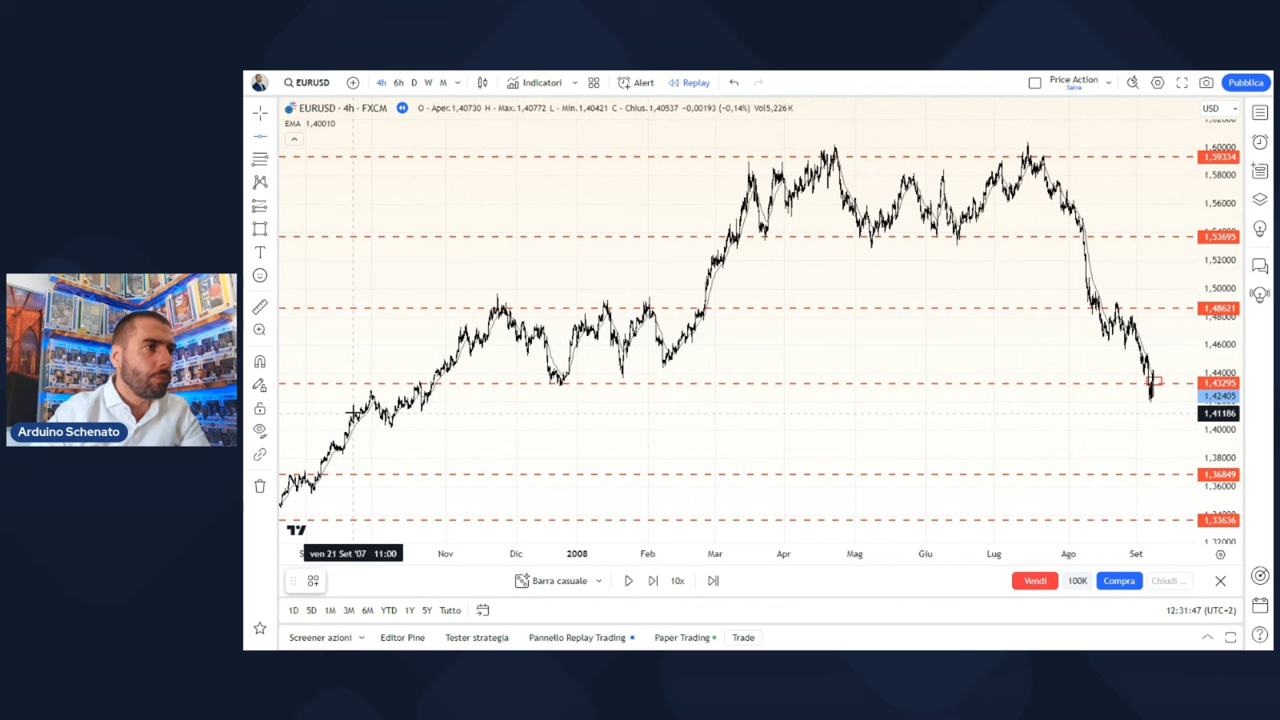 EURUSD 4h 6h D W M Indicatori Alert Replay Price Action Salva Pubblica
EURUSD · 4h · FXCM O - Aper.1,40730 H - Max.1,40772 L - Min.1,40421 C - Chius.1,40537 -0,00193 (-0,14%) Vol5,226 K USD
EMA 1,40010
1,60000
1,59334
1,58000
1,56000
1,53695
1,52000
1,50000
1,48621
1,48000
1,46000
1,44000
1,43295
1,42405
1,41186
1,40000
1,38000
1,36849
1,36000
1,33636
Arduino Schenato
ven 21 Set '07 11:00 Nov Dic 2008 Feb Mar Apr Mag Giu Lug Ago Set
Barra casuale 10x Vendi 100K Compra Chiudi ...
1D 5D 1M 3M 6M YTD 1Y 5Y Tutto 12:31:47 (UTC+2)
Screener azioni Editor Pine Tester strategia Pannello Replay Trading Paper Trading Trade